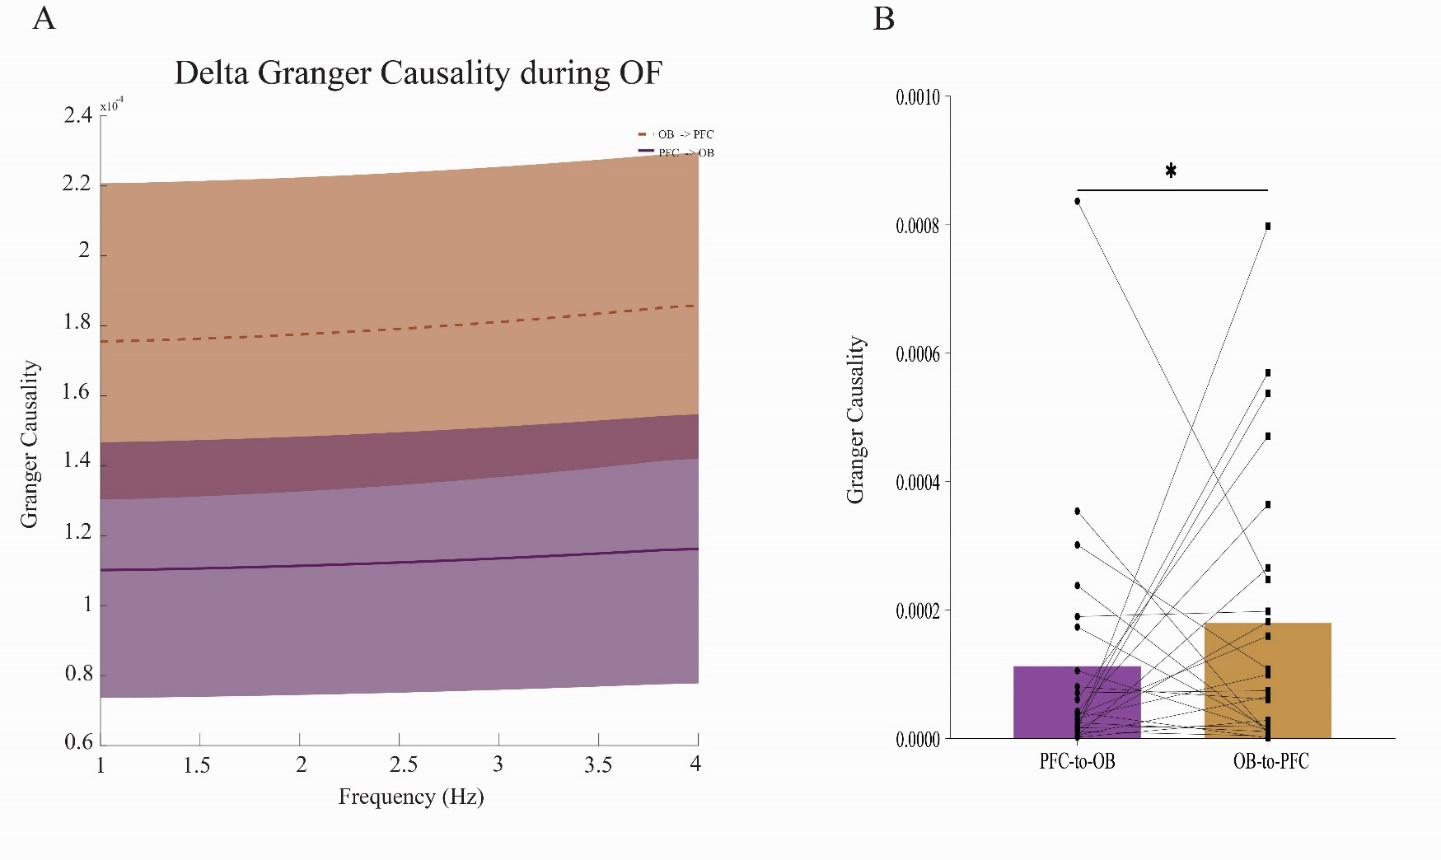 A
Delta Granger Causality during OF
x10-4
2.4
2.2
2
1.8
1.6
1.4
1.2
1
0.8
0.6
Granger Causality
OB -> PFC
PFC -> OB
1 1.5 2 2.5 3 3.5 4
Frequency (Hz)
B
0.0010
0.0008
0.0006
0.0004
0.0002
0.0000
Granger Causality
*
PFC-to-OB OB-to-PFC